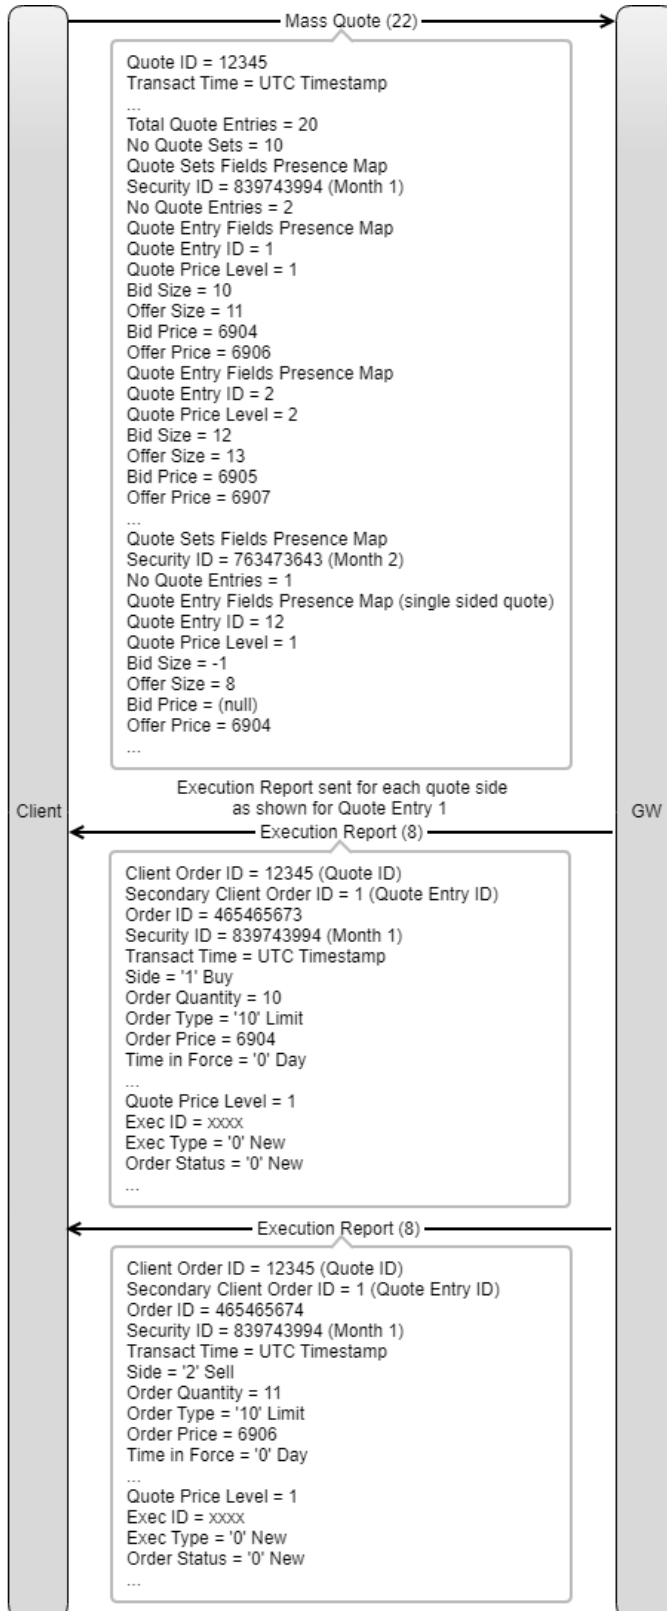 Mass Quote (22)
Quote ID = 12345
Transact Time = UTC Timestamp
...
Total Quote Entries = 20
No Quote Sets = 10
Quote Sets Fields Presence Map
Security ID = 839743994 (Month 1)
No Quote Entries = 2
Quote Entry Fields Presence Map
Quote Entry ID = 1
Quote Price Level = 1
Bid Size = 10
Offer Size = 11
Bid Price = 6904
Offer Price = 6906
Quote Entry Fields Presence Map
Quote Entry ID = 2
Quote Price Level = 2
Bid Size = 12
Offer Size = 13
Bid Price = 6905
Offer Price = 6907
...
Quote Sets Fields Presence Map
Security ID = 763473643 (Month 2)
No Quote Entries = 1
Quote Entry Fields Presence Map (single sided quote)
Quote Entry ID = 12
Quote Price Level = 1
Bid Size = -1
Offer Size = 8
Bid Price = (null)
Offer Price = 6904
...
Execution Report sent for each quote side
as shown for Quote Entry 1
Client
GW
Execution Report (8)
Client Order ID = 12345 (Quote ID)
Secondary Client Order ID = 1 (Quote Entry ID)
Order ID = 465465673
Security ID = 839743994 (Month 1)
Transact Time = UTC Timestamp
Side = '1' Buy
Order Quantity = 10
Order Type = '10' Limit
Order Price = 6904
Time in Force = '0' Day
...
Quote Price Level = 1
Exec ID = xxxx
Exec Type = '0' New
Order Status = '0' New
...
Execution Report (8)
Client Order ID = 12345 (Quote ID)
Secondary Client Order ID = 1 (Quote Entry ID)
Order ID = 465465674
Security ID = 839743994 (Month 1)
Transact Time = UTC Timestamp
Side = '2' Sell
Order Quantity = 11
Order Type = '10' Limit
Order Price = 6906
Time in Force = '0' Day
...
Quote Price Level = 1
Exec ID = xxxx
Exec Type = '0' New
Order Status = '0' New
...